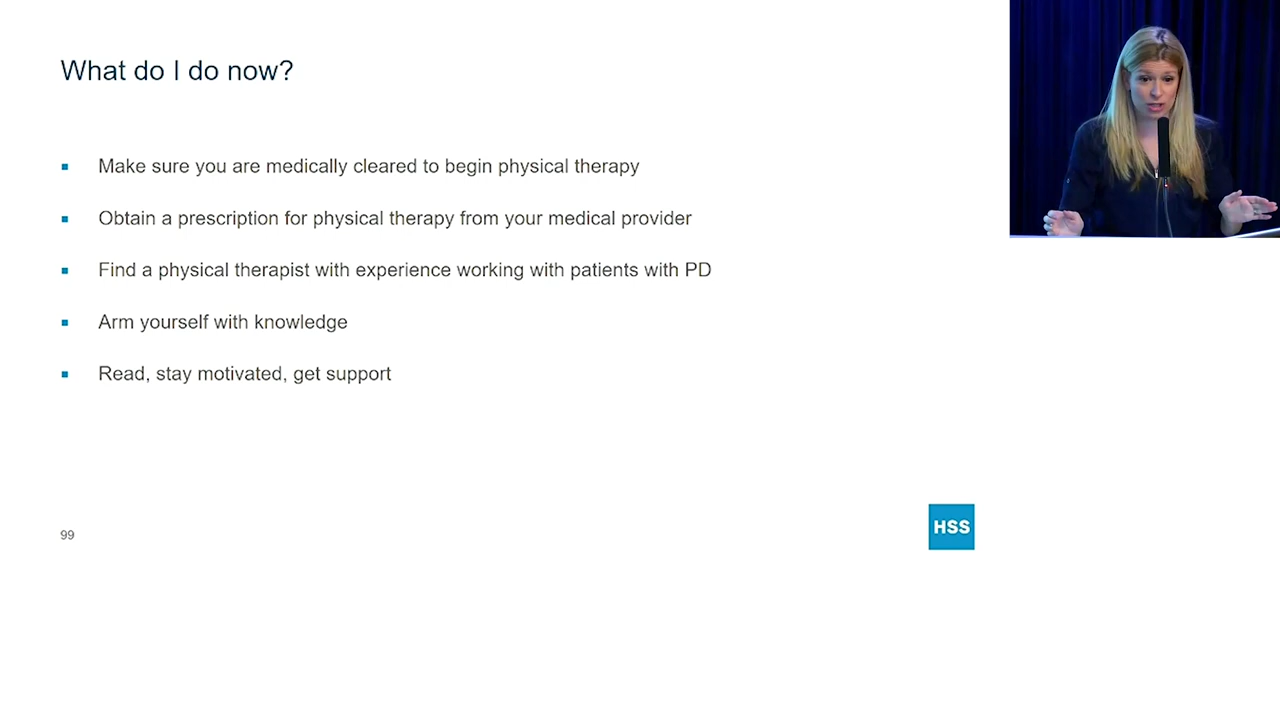 What do I do now?
Make sure you are medically cleared to begin physical therapy
Obtain a prescription for physical therapy from your medical provider
Find a physical therapist with experience working with patients with PD
Arm yourself with knowledge
Read, stay motivated, get support
99
HSS